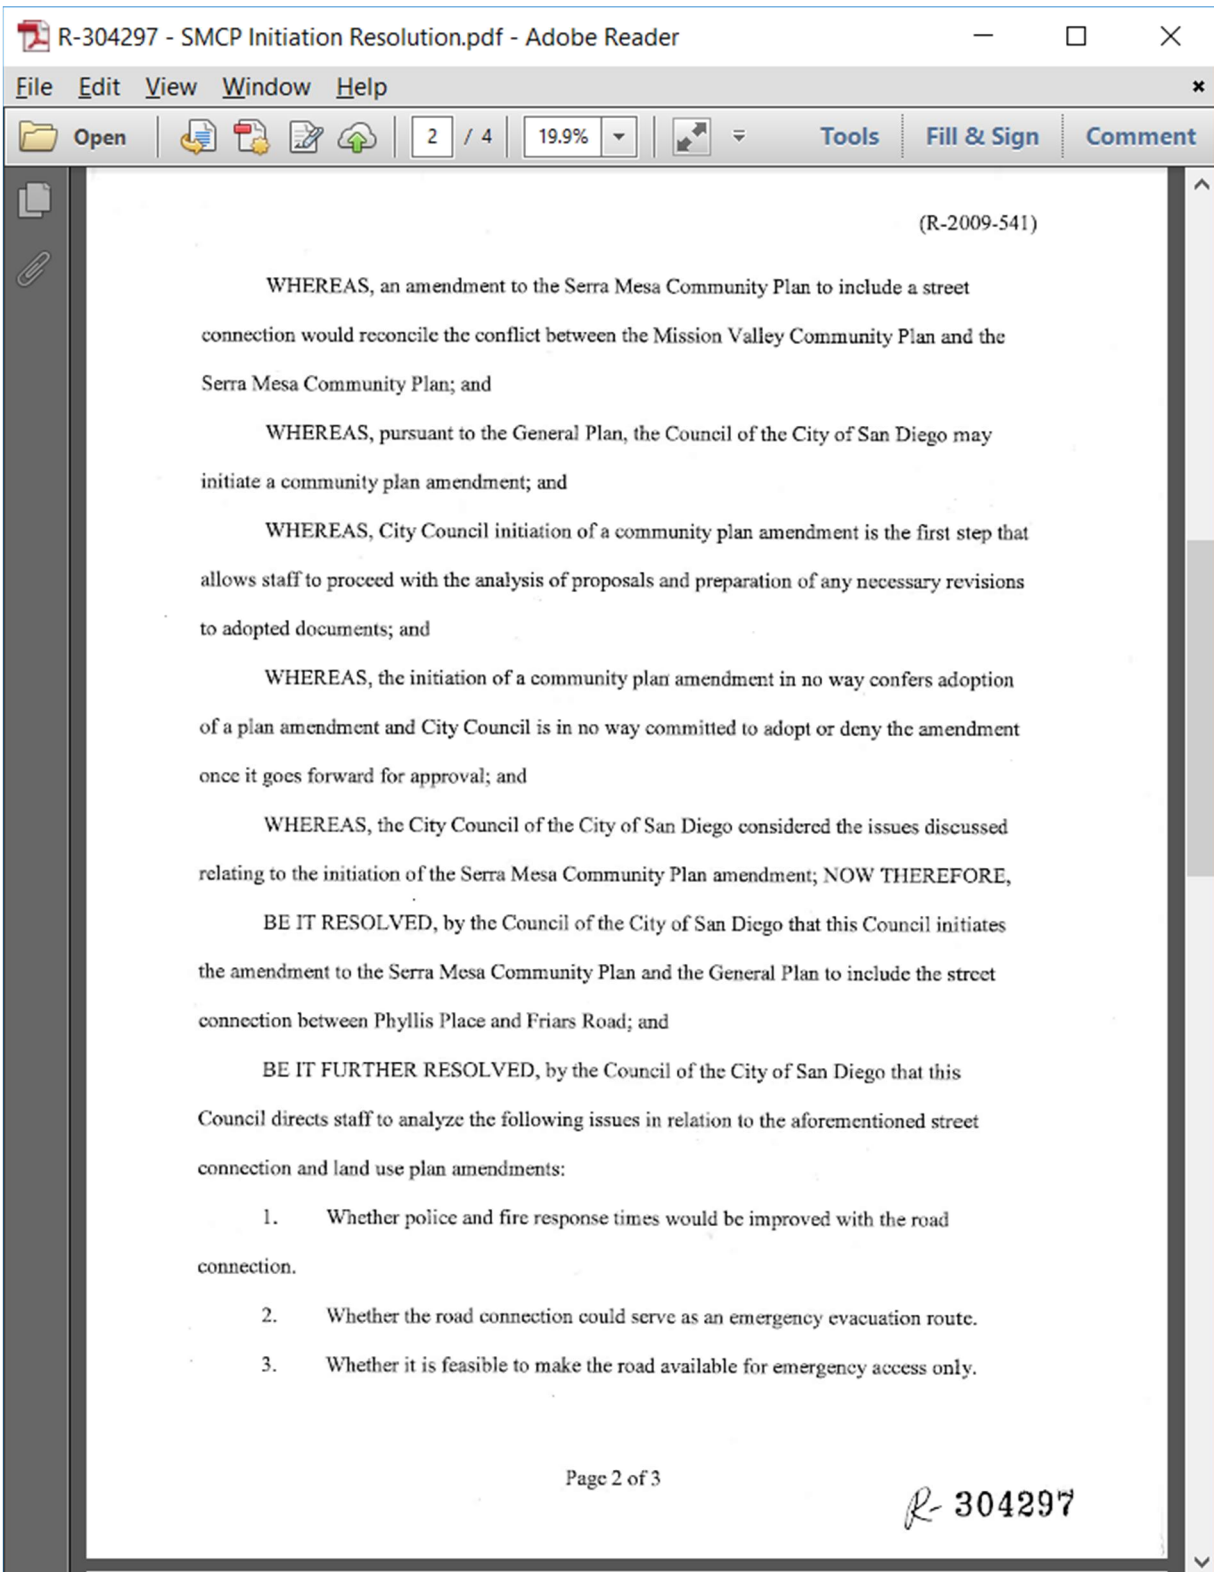 R-304297 - SMCP Initiation Resolution.pdf - Adobe Reader
File Edit View Window Help
Open 2 / 4 19.9% Tools Fill & Sign Comment
(R-2009-541)
WHEREAS, an amendment to the Serra Mesa Community Plan to include a street
connection would reconcile the conflict between the Mission Valley Community Plan and the
Serra Mesa Community Plan; and
WHEREAS, pursuant to the General Plan, the Council of the City of San Diego may
initiate a community plan amendment; and
WHEREAS, City Council initiation of a community plan amendment is the first step that
allows staff to proceed with the analysis of proposals and preparation of any necessary revisions
to adopted documents; and
WHEREAS, the initiation of a community plan amendment in no way confers adoption
of a plan amendment and City Council is in no way committed to adopt or deny the amendment
once it goes forward for approval; and
WHEREAS, the City Council of the City of San Diego considered the issues discussed
relating to the initiation of the Serra Mesa Community Plan amendment; NOW THEREFORE,
BE IT RESOLVED, by the Council of the City of San Diego that this Council initiates
the amendment to the Serra Mesa Community Plan and the General Plan to include the street
connection between Phyllis Place and Friars Road; and
BE IT FURTHER RESOLVED, by the Council of the City of San Diego that this
Council directs staff to analyze the following issues in relation to the aforementioned street
connection and land use plan amendments:
1. Whether police and fire response times would be improved with the road
connection.
2. Whether the road connection could serve as an emergency evacuation route.
3. Whether it is feasible to make the road available for emergency access only.
Page 2 of 3
R- 304297